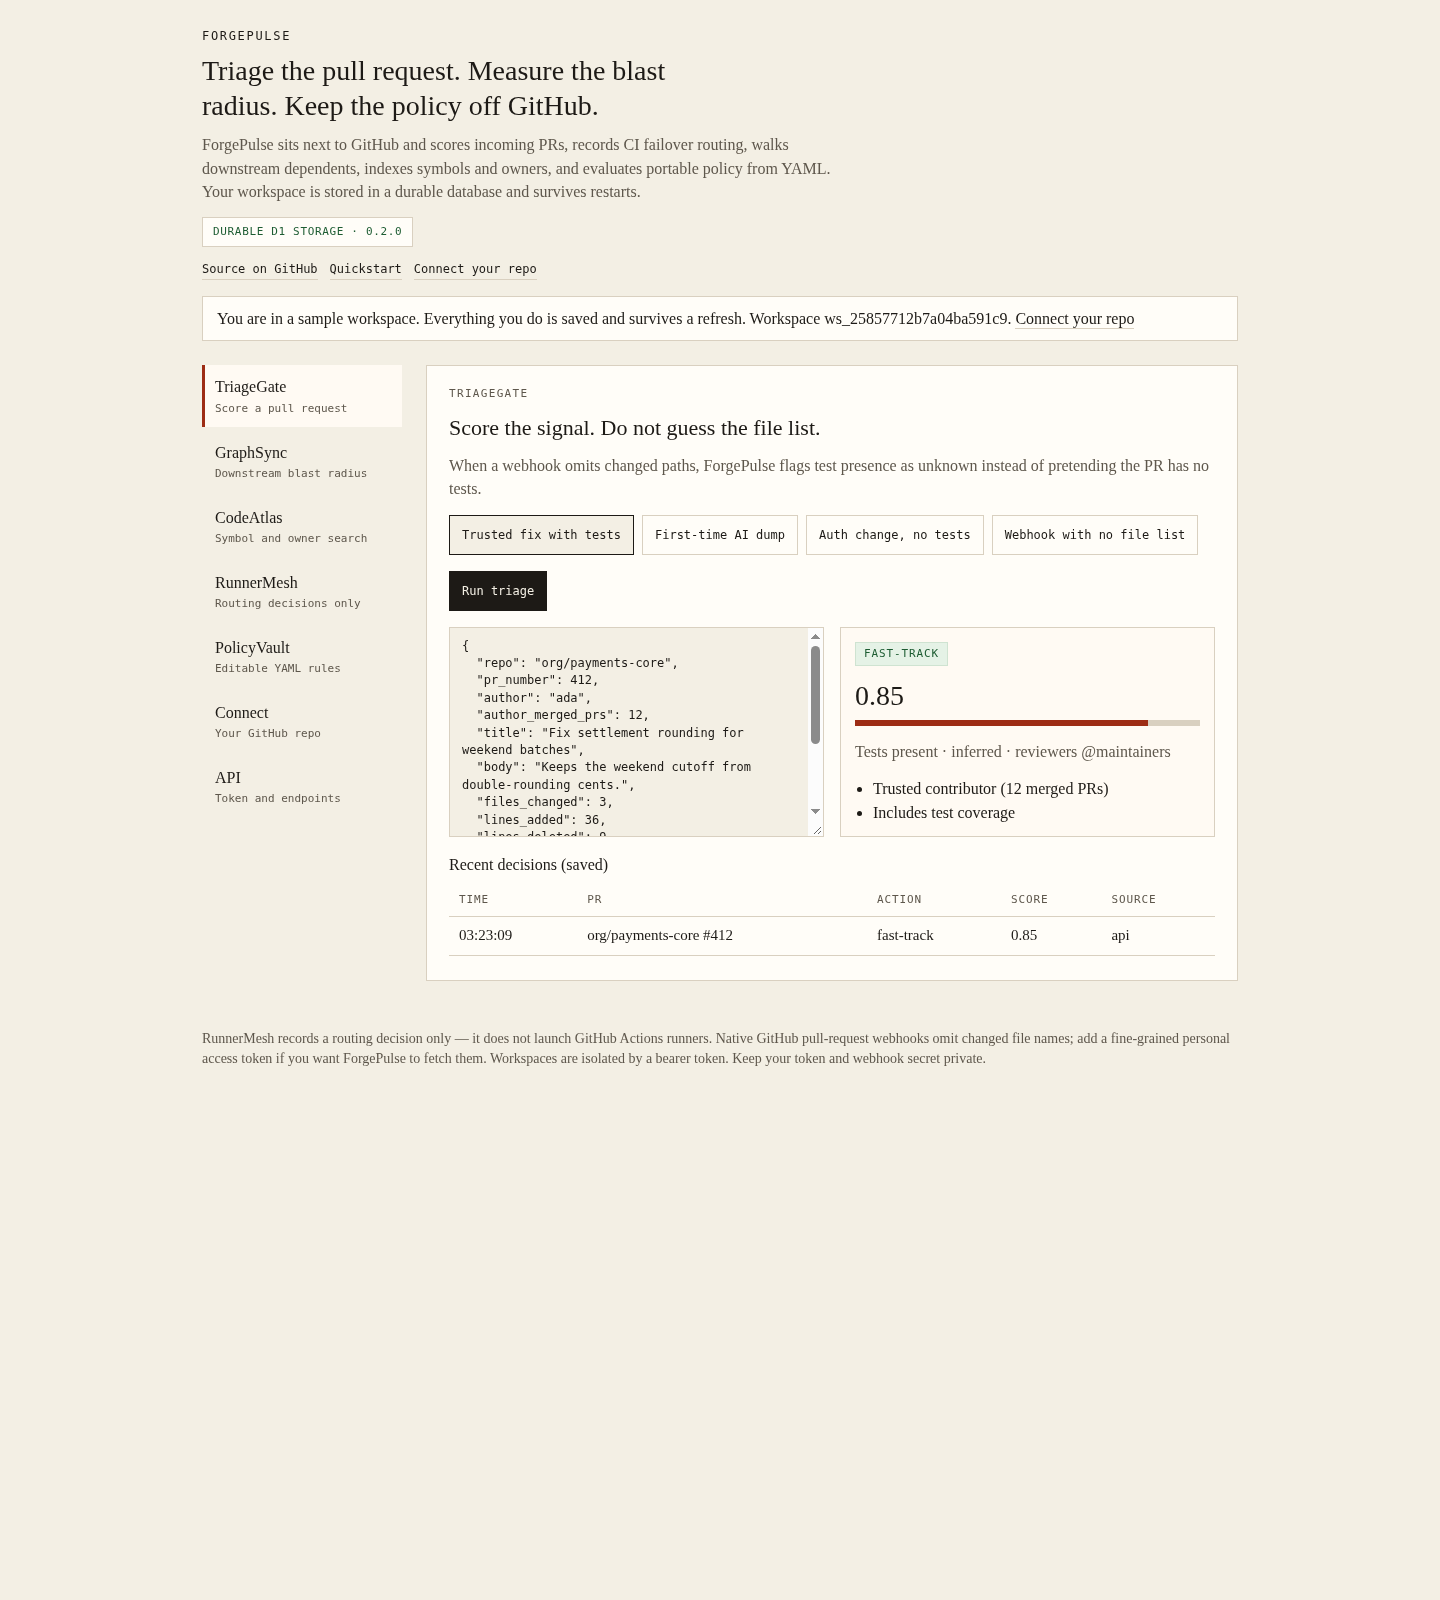 FORGEPULSE
Triage the pull request. Measure the blast
radius. Keep the policy off GitHub.
ForgePulse sits next to GitHub and scores incoming PRs, records CI failover routing, walks
downstream dependents, indexes symbols and owners, and evaluates portable policy from YAML.
Your workspace is stored in a durable database and survives restarts.
DURABLE D1 STORAGE · 0.2.0
Source on GitHub Quickstart Connect your repo
You are in a sample workspace. Everything you do is saved and survives a refresh. Workspace ws_25857712b7a04ba591c9. Connect your repo
TriageGate
Score a pull request
GraphSync
Downstream blast radius
CodeAtlas
Symbol and owner search
RunnerMesh
Routing decisions only
PolicyVault
Editable YAML rules
Connect
Your GitHub repo
API
Token and endpoints
TRIAGEGATE
Score the signal. Do not guess the file list.
When a webhook omits changed paths, ForgePulse flags test presence as unknown instead of pretending the PR has no
tests.
Trusted fix with tests First-time AI dump Auth change, no tests Webhook with no file list
Run triage
{
"repo": "org/payments-core",
"pr_number": 412,
"author": "ada",
"author_merged_prs": 12,
"title": "Fix settlement rounding for
weekend batches",
"body": "Keeps the weekend cutoff from
double-rounding cents.",
"files_changed": 3,
"lines_added": 36,
"lines_deleted":
FAST-TRACK
0.85
Tests present · inferred · reviewers @maintainers
• Trusted contributor (12 merged PRs)
• Includes test coverage
Recent decisions (saved)
TIME PR ACTION SCORE SOURCE
03:23:09 org/payments-core #412 fast-track 0.85 api
RunnerMesh records a routing decision only — it does not launch GitHub Actions runners. Native GitHub pull-request webhooks omit changed file names; add a fine-grained personal
access token if you want ForgePulse to fetch them. Workspaces are isolated by a bearer token. Keep your token and webhook secret private.